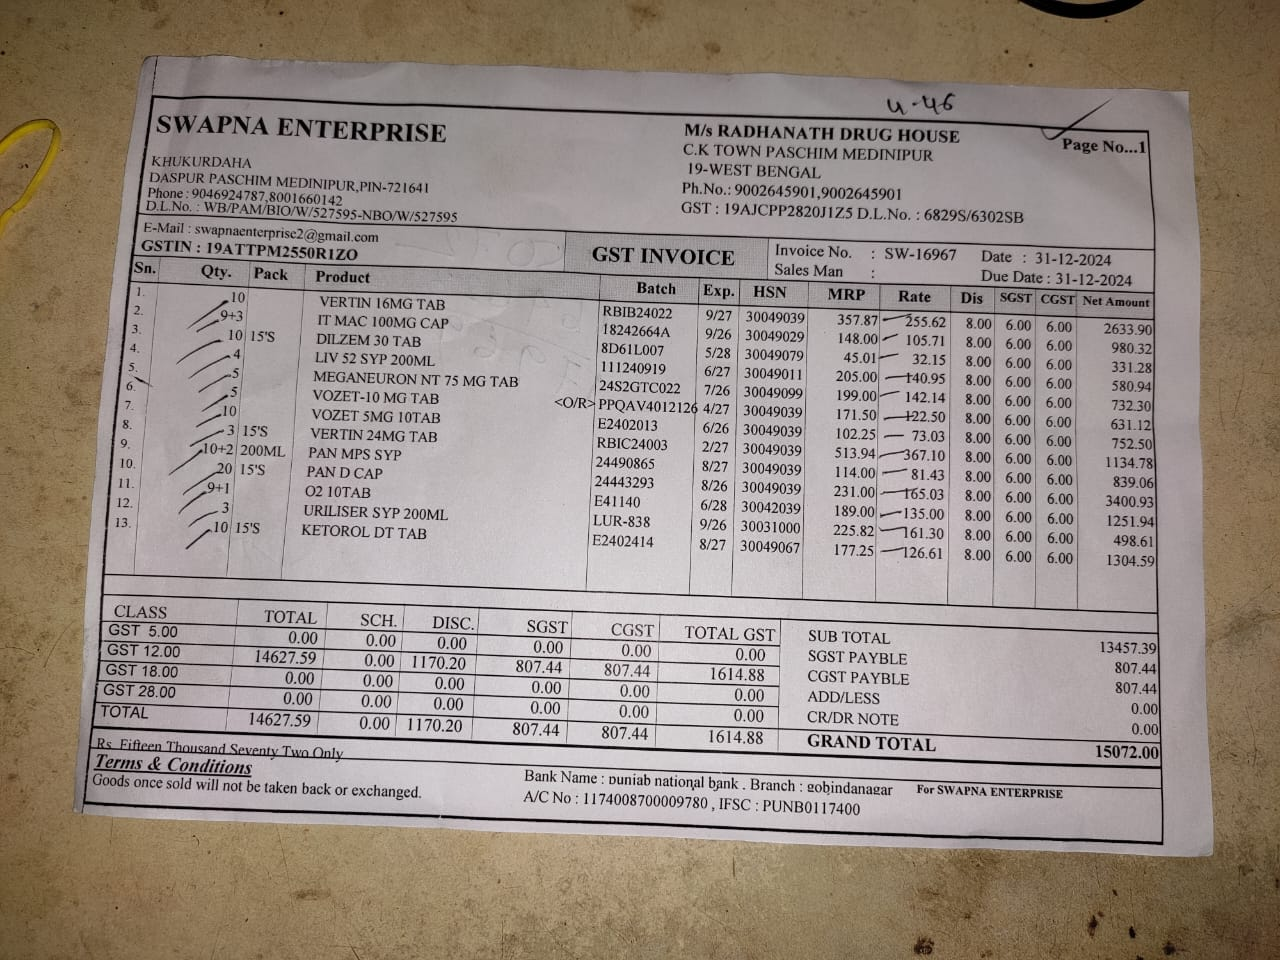 u-46
SWAPNA ENTERPRISE
KHUKURDAHA
DASPUR PASCHIM MEDINIPUR,PIN-721641
Phone : 9046924787,8001660142
D.L.No. : WB/PAM/BIO/W/527595-NBO/W/527595
E-Mail : swapnaenterprise2@gmail.com
GSTIN : 19ATTPM2550R1ZO
M/s RADHANATH DRUG HOUSE
C.K TOWN PASCHIM MEDINIPUR
19-WEST BENGAL
Ph.No.: 9002645901,9002645901
GST : 19AJCPP2820J1Z5 D.L.No. : 6829S/6302SB
Page No...1
GST INVOICE
Invoice No. : SW-16967 Date : 31-12-2024
Sales Man : Due Date : 31-12-2024
Sn. Qty. Pack Product Batch Exp. HSN MRP Rate Dis SGST CGST Net Amount
1. 10 VERTIN 16MG TAB RBIB24022 9/27 30049039 357.87 255.62 8.00 6.00 6.00 2633.90
2. 9+3 IT MAC 100MG CAP 18242664A 9/26 30049029 148.00 105.71 8.00 6.00 6.00 980.32
3. 10 15'S DILZEM 30 TAB 8D61L007 5/28 30049079 45.01 32.15 8.00 6.00 6.00 331.28
4. 4 LIV 52 SYP 200ML 111240919 6/27 30049011 205.00 140.95 8.00 6.00 6.00 580.94
5. 5 MEGANEURON NT 75 MG TAB 24S2GTC022 7/26 30049099 199.00 142.14 8.00 6.00 6.00 732.30
6. 5 VOZET-10 MG TAB <O/R> PPQAV4012126 4/27 30049039 171.50 122.50 8.00 6.00 6.00 631.12
7. 10 VOZET 5MG 10TAB E2402013 6/26 30049039 102.25 73.03 8.00 6.00 6.00 752.50
8. 3 15'S VERTIN 24MG TAB RBIC24003 2/27 30049039 513.94 367.10 8.00 6.00 6.00 1134.78
9. 10+2 200ML PAN MPS SYP 24490865 8/27 30049039 114.00 81.43 8.00 6.00 6.00 839.06
10. 20 15'S PAN D CAP 24443293 8/26 30049039 231.00 165.03 8.00 6.00 6.00 3400.93
11. 9+1 O2 10TAB E41140 6/28 30042039 189.00 135.00 8.00 6.00 6.00 1251.94
12. 3 URILISER SYP 200ML LUR-838 9/26 30031000 225.82 161.30 8.00 6.00 6.00 498.61
13. 10 15'S KETOROL DT TAB E2402414 8/27 30049067 177.25 126.61 8.00 6.00 6.00 1304.59
CLASS TOTAL SCH. DISC. SGST CGST TOTAL GST
GST 5.00 0.00 0.00 0.00 0.00 0.00 0.00
GST 12.00 14627.59 0.00 1170.20 807.44 807.44 1614.88
GST 18.00 0.00 0.00 0.00 0.00 0.00 0.00
GST 28.00 0.00 0.00 0.00 0.00 0.00 0.00
TOTAL 14627.59 0.00 1170.20 807.44 807.44 1614.88
SUB TOTAL 13457.39
SGST PAYBLE 807.44
CGST PAYBLE 807.44
ADD/LESS 0.00
CR/DR NOTE 0.00
GRAND TOTAL 15072.00
Rs. Fifteen Thousand Seventy Two Only
Terms & Conditions
Goods once sold will not be taken back or exchanged.
Bank Name : punjab national bank . Branch : gobindanagar
A/C No : 1174008700009780 , IFSC : PUNB0117400
For SWAPNA ENTERPRISE